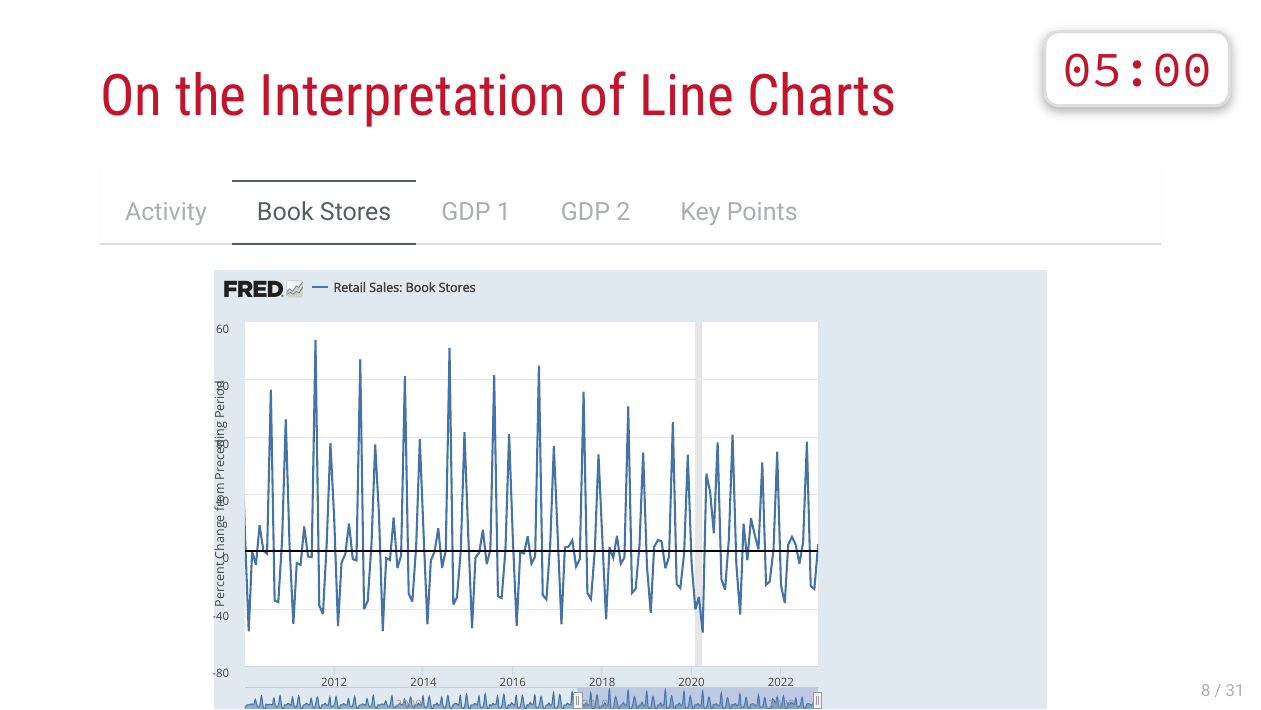 On the Interpretation of Line Charts
05:00
Activity
Book Stores
GDP 1
GDP 2
Key Points
FRED
Retail Sales: Book Stores
Percent Change from Preceding Period
60
0
-40
-80
2012
2014
2016
2018
2020
2022
8 / 31